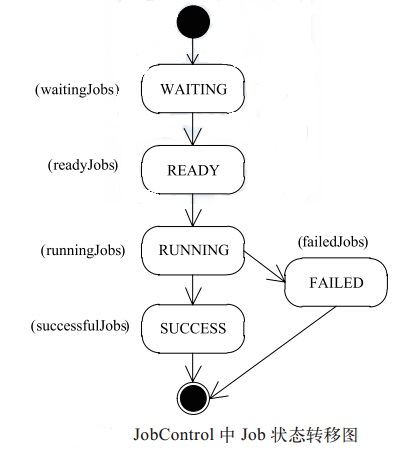 (waitingJobs)
WAITING
(readyJobs)
READY
(runningJobs)
RUNNING
(failedJobs)
FAILED
(successfulJobs)
SUCCESS
JobControl 中 Job 状态转移图